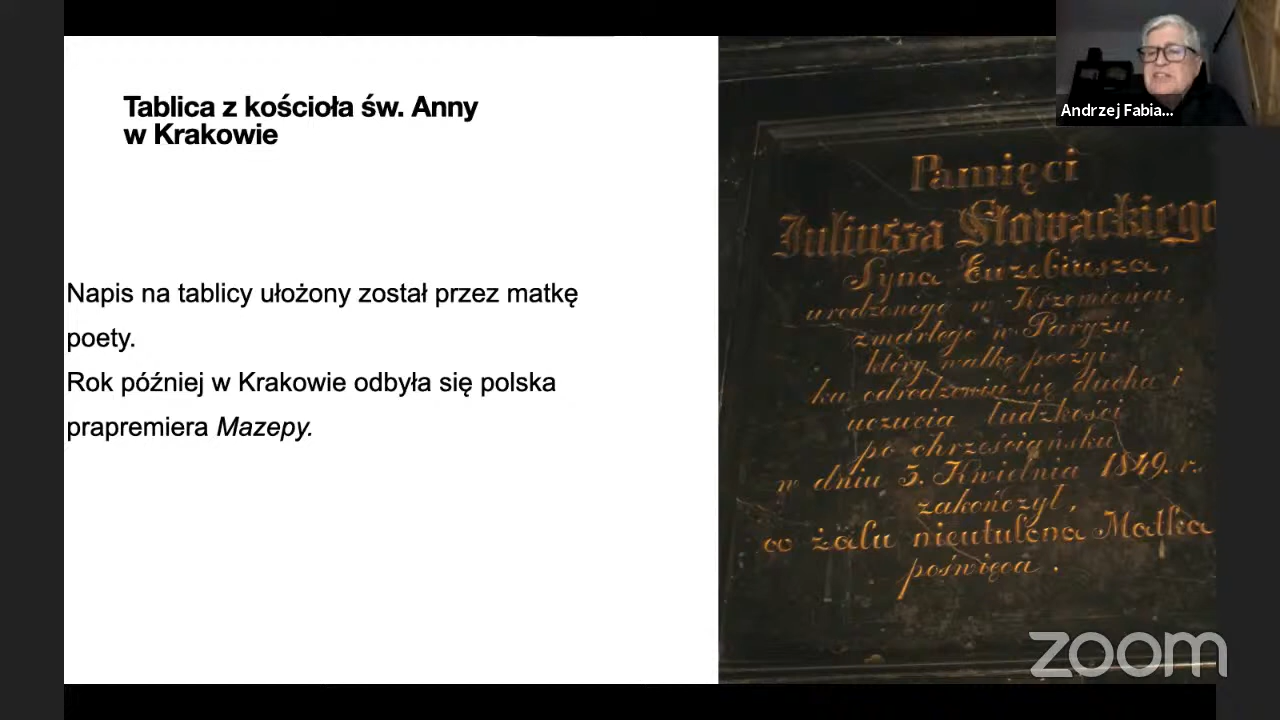 Tablica z kościoła św. Anny
w Krakowie
Napis na tablicy ułożony został przez matkę
poety.
Rok później w Krakowie odbyła się polska
prapremiera Mazepy.
Pamięci
Juliusza Słowackiego
Syna Euzebiusza,
urodzonego w Krzemieńcu,
zmarłego w Paryżu,
który walkę poezyi
ku odrodzeniu się ducha i
uczucia ludzkości
po chrześciańsku
w dniu 3. Kwietnia 1849. r.
zakończył,
w żalu nieutulona Matka
poświęca.
Andrzej Fabia...
zoom